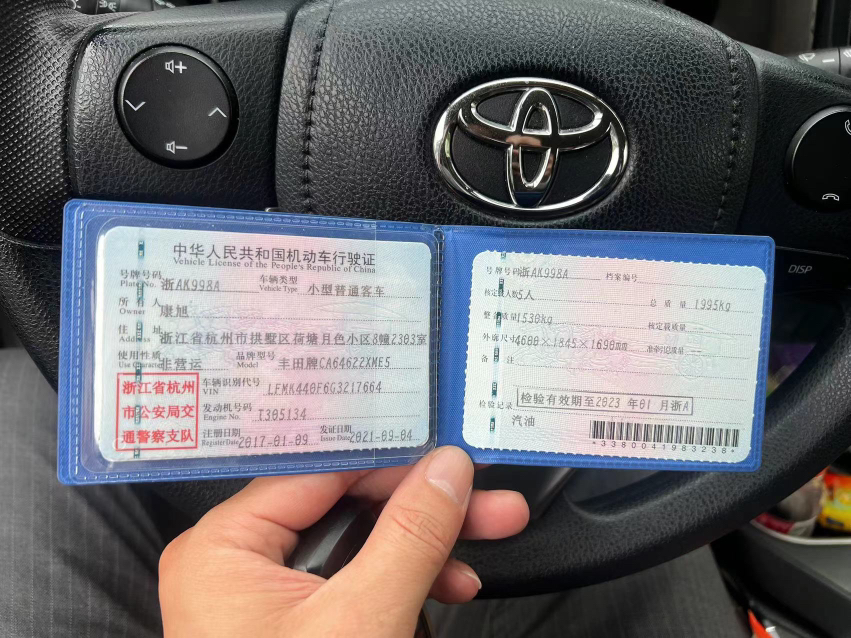 中华人民共和国机动车行驶证
Vehicle License of the People's Republic of China
号牌号码 浙AK998A 车辆类型 小型普通客车
Plate No. Vehicle Type
所有人 康旭
Owner
住址 浙江省杭州市拱墅区荷塘月色小区8幢2303室
Address
使用性质 非营运 品牌型号 丰田牌CA64622XME5
Use Character Model
浙江省杭州
市公安局交
通警察支队
车辆识别代号 LFMK440F6G3217664
VIN
发动机号码 T305134
Engine No.
注册日期 2017-01-09 发证日期 2021-09-04
Register Date Issue Date
号牌号码 浙AK998A 档案编号
核定载人数 5人 总质量 1995kg
整备质量 1530kg 核定载质量 --
外廓尺寸 4600×1845×1690mm 准牵引总质量 --
备注
检验记录 检验有效期至2023 年01 月浙A
汽油
*3380041983238*
DISP